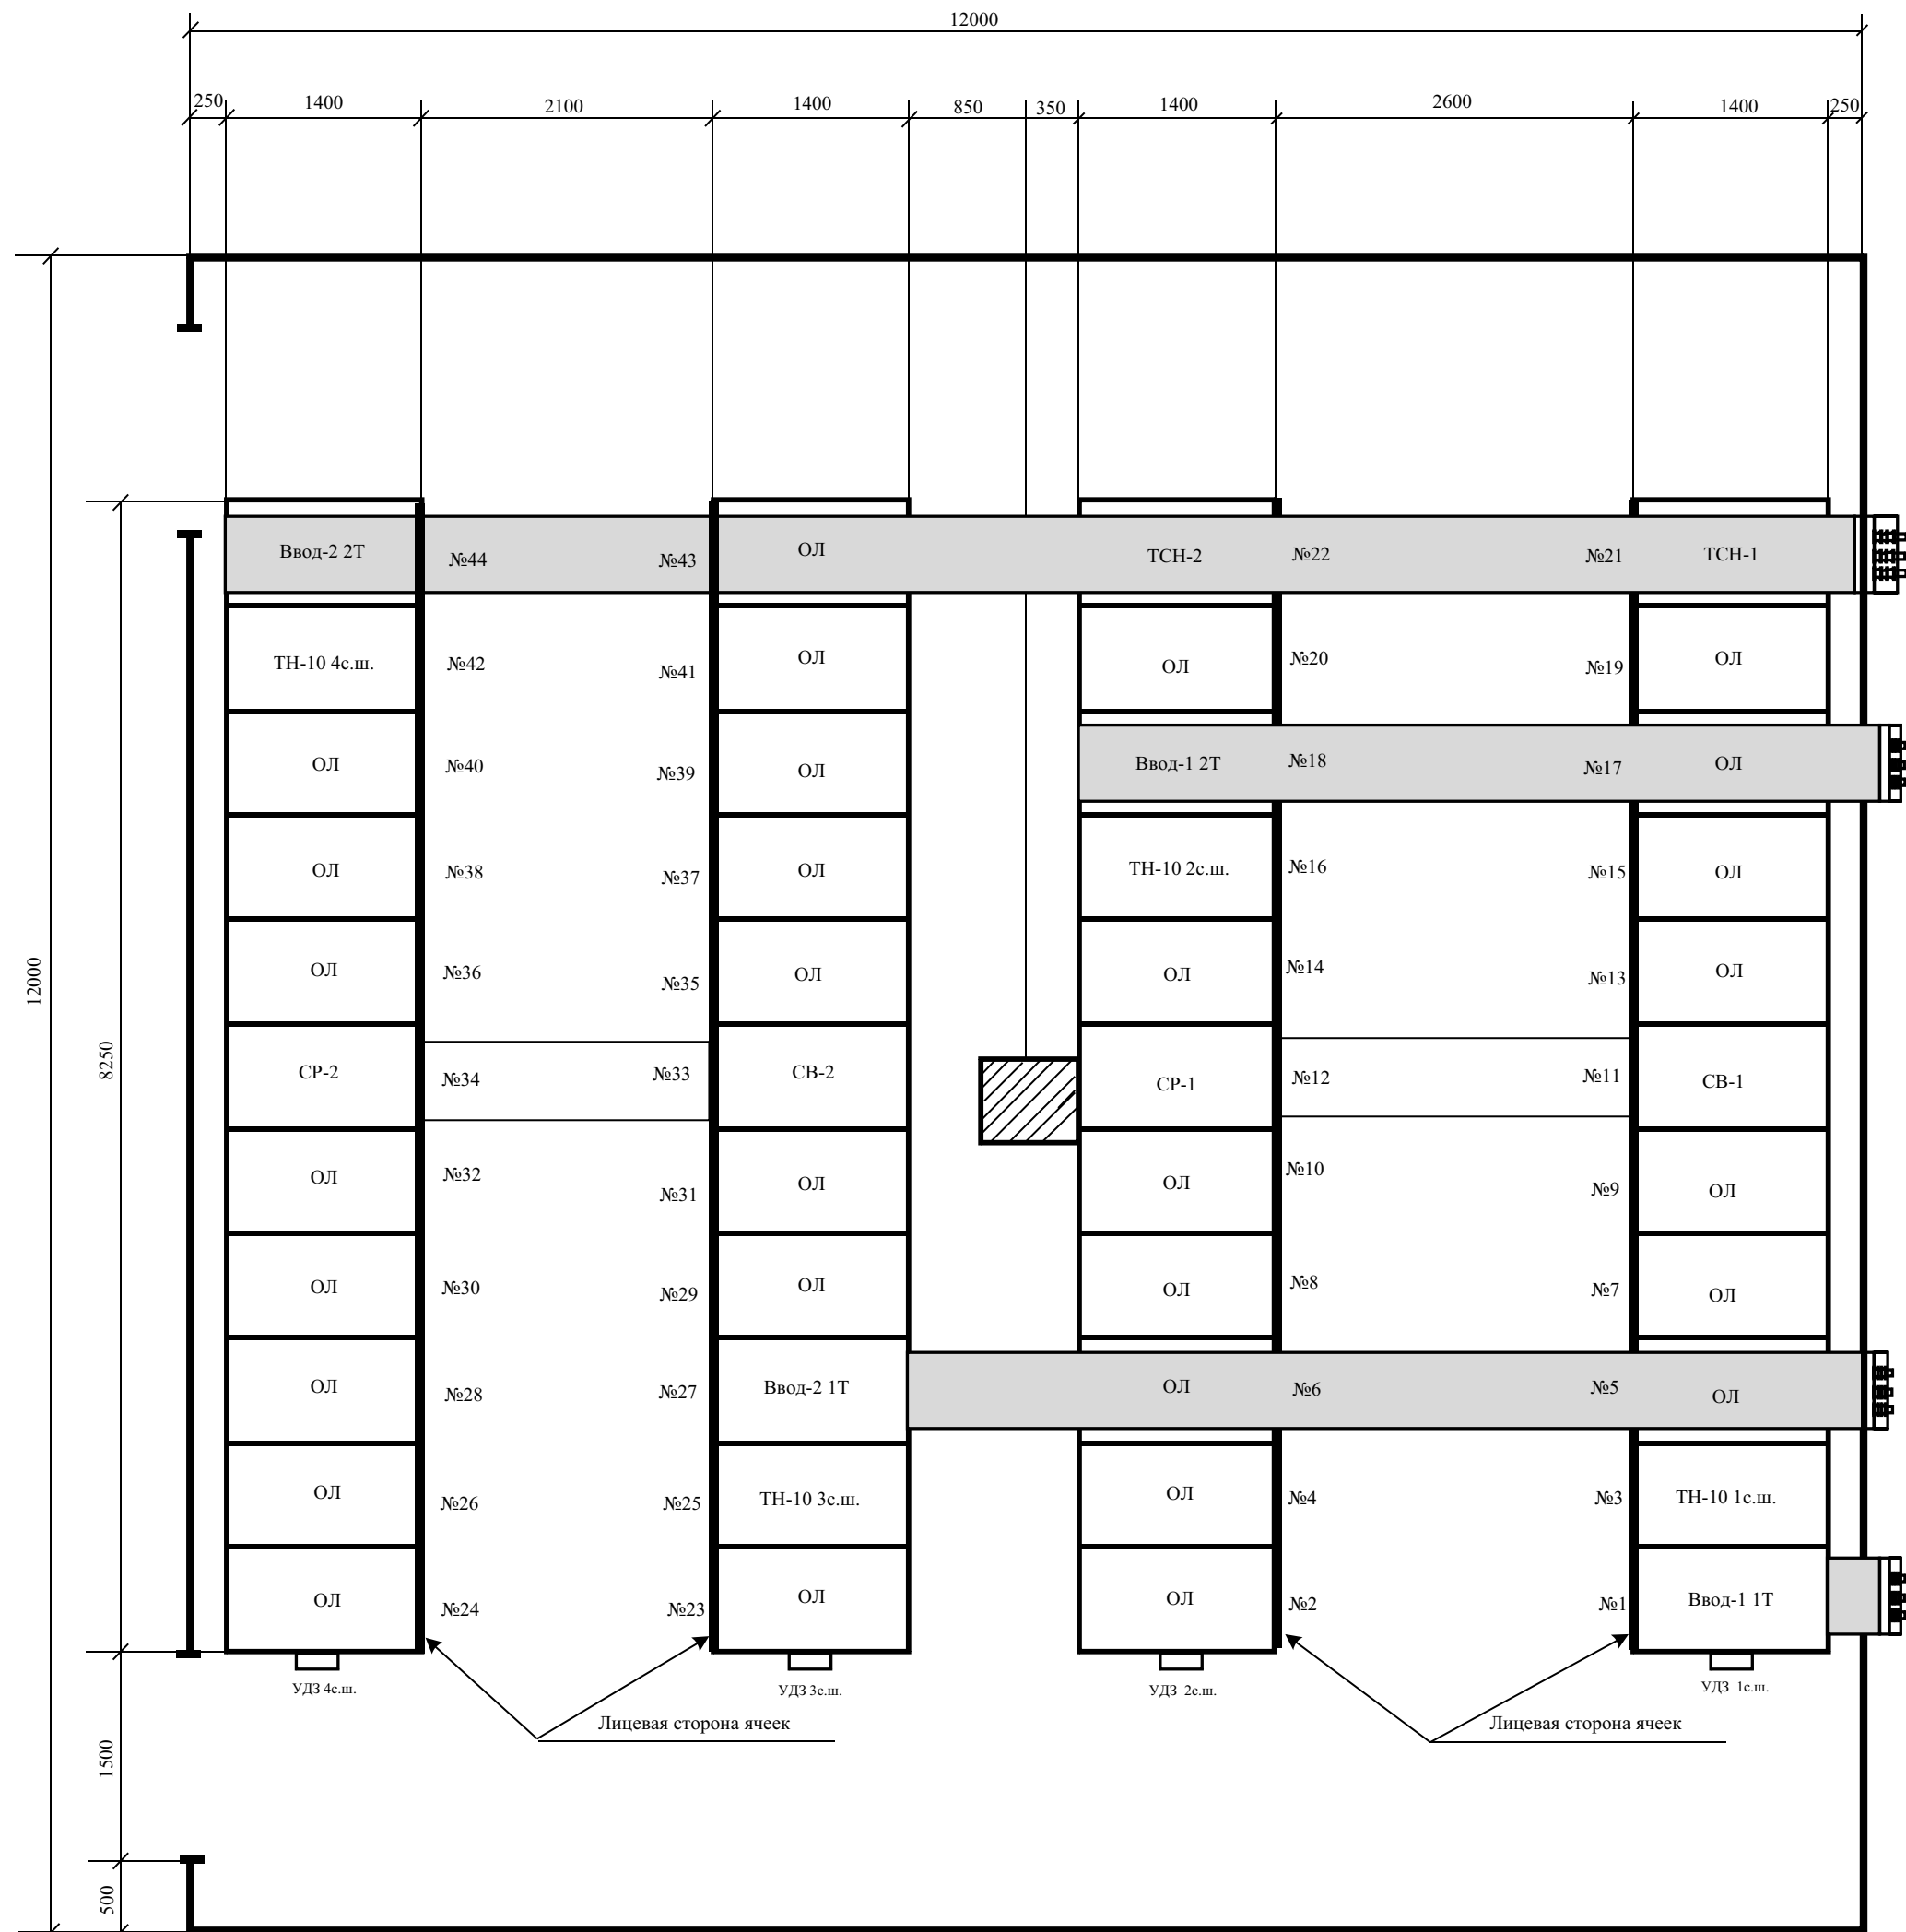 12000
250 1400 2100 1400 850 350 1400 2600 1400 250
Ввод-2 2Т №44 №43 ОЛ ТСН-2 №22 №21 ТСН-1
ТН-10 4с.ш. №42 №41 ОЛ ОЛ №20 №19 ОЛ
ОЛ №40 №39 ОЛ Ввод-1 2Т №18 №17 ОЛ
ОЛ №38 №37 ОЛ ТН-10 2с.ш. №16 №15 ОЛ
ОЛ №36 №35 ОЛ ОЛ №14 №13 ОЛ
12000
8250
СР-2 №34 №33 СВ-2 СР-1 №12 №11 СВ-1
ОЛ №32 №31 ОЛ ОЛ №10 №9 ОЛ
ОЛ №30 №29 ОЛ ОЛ №8 №7 ОЛ
ОЛ №28 №27 Ввод-2 1Т ОЛ №6 №5 ОЛ
ОЛ №26 №25 ТН-10 3с.ш. ОЛ №4 №3 ТН-10 1с.ш.
ОЛ №24 №23 ОЛ ОЛ №2 №1 Ввод-1 1Т
УДЗ 4с.ш. УДЗ 3с.ш. УДЗ 2с.ш. УДЗ 1с.ш.
Лицевая сторона ячеек Лицевая сторона ячеек
1500
500